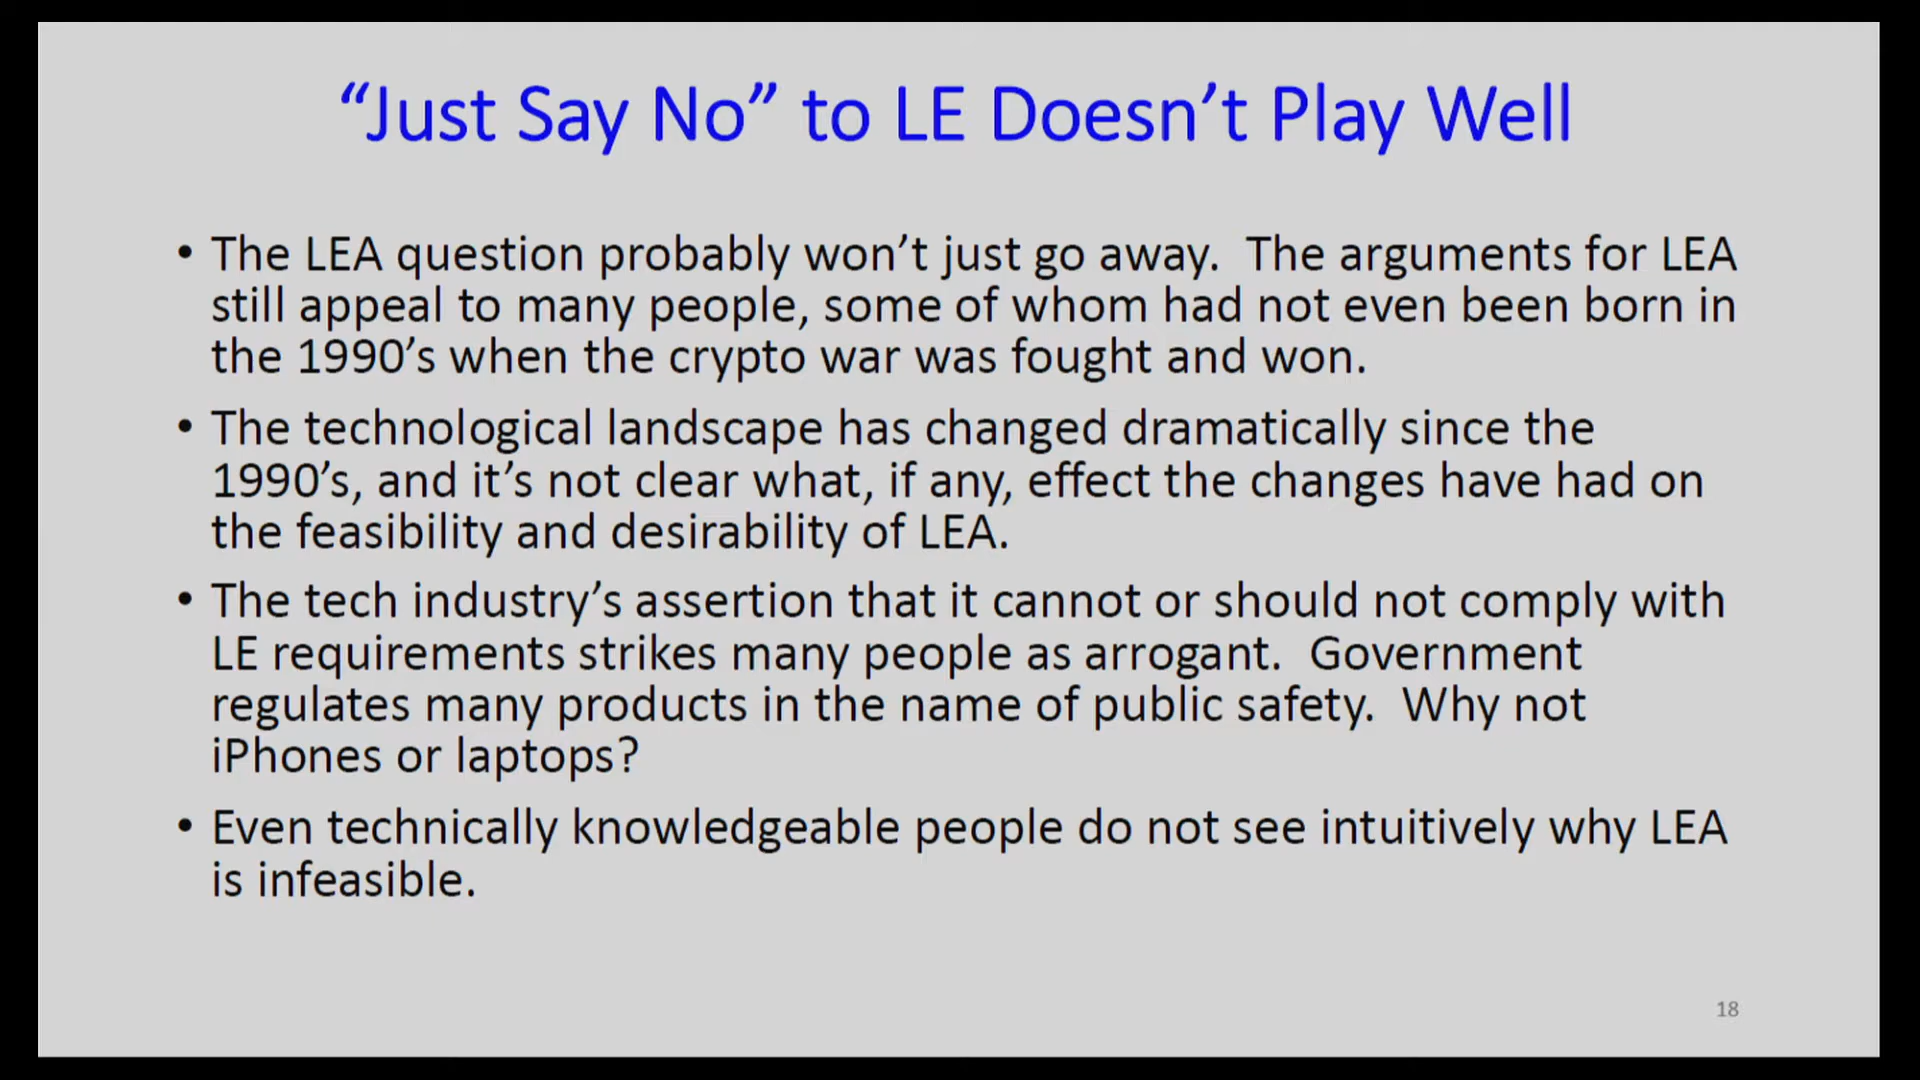 “Just Say No” to LE Doesn’t Play Well
• The LEA question probably won’t just go away.  The arguments for LEA
still appeal to many people, some of whom had not even been born in
the 1990’s when the crypto war was fought and won.
• The technological landscape has changed dramatically since the
1990’s, and it’s not clear what, if any, effect the changes have had on
the feasibility and desirability of LEA.
• The tech industry’s assertion that it cannot or should not comply with
LE requirements strikes many people as arrogant.  Government
regulates many products in the name of public safety.  Why not
iPhones or laptops?
• Even technically knowledgeable people do not see intuitively why LEA
is infeasible.
18